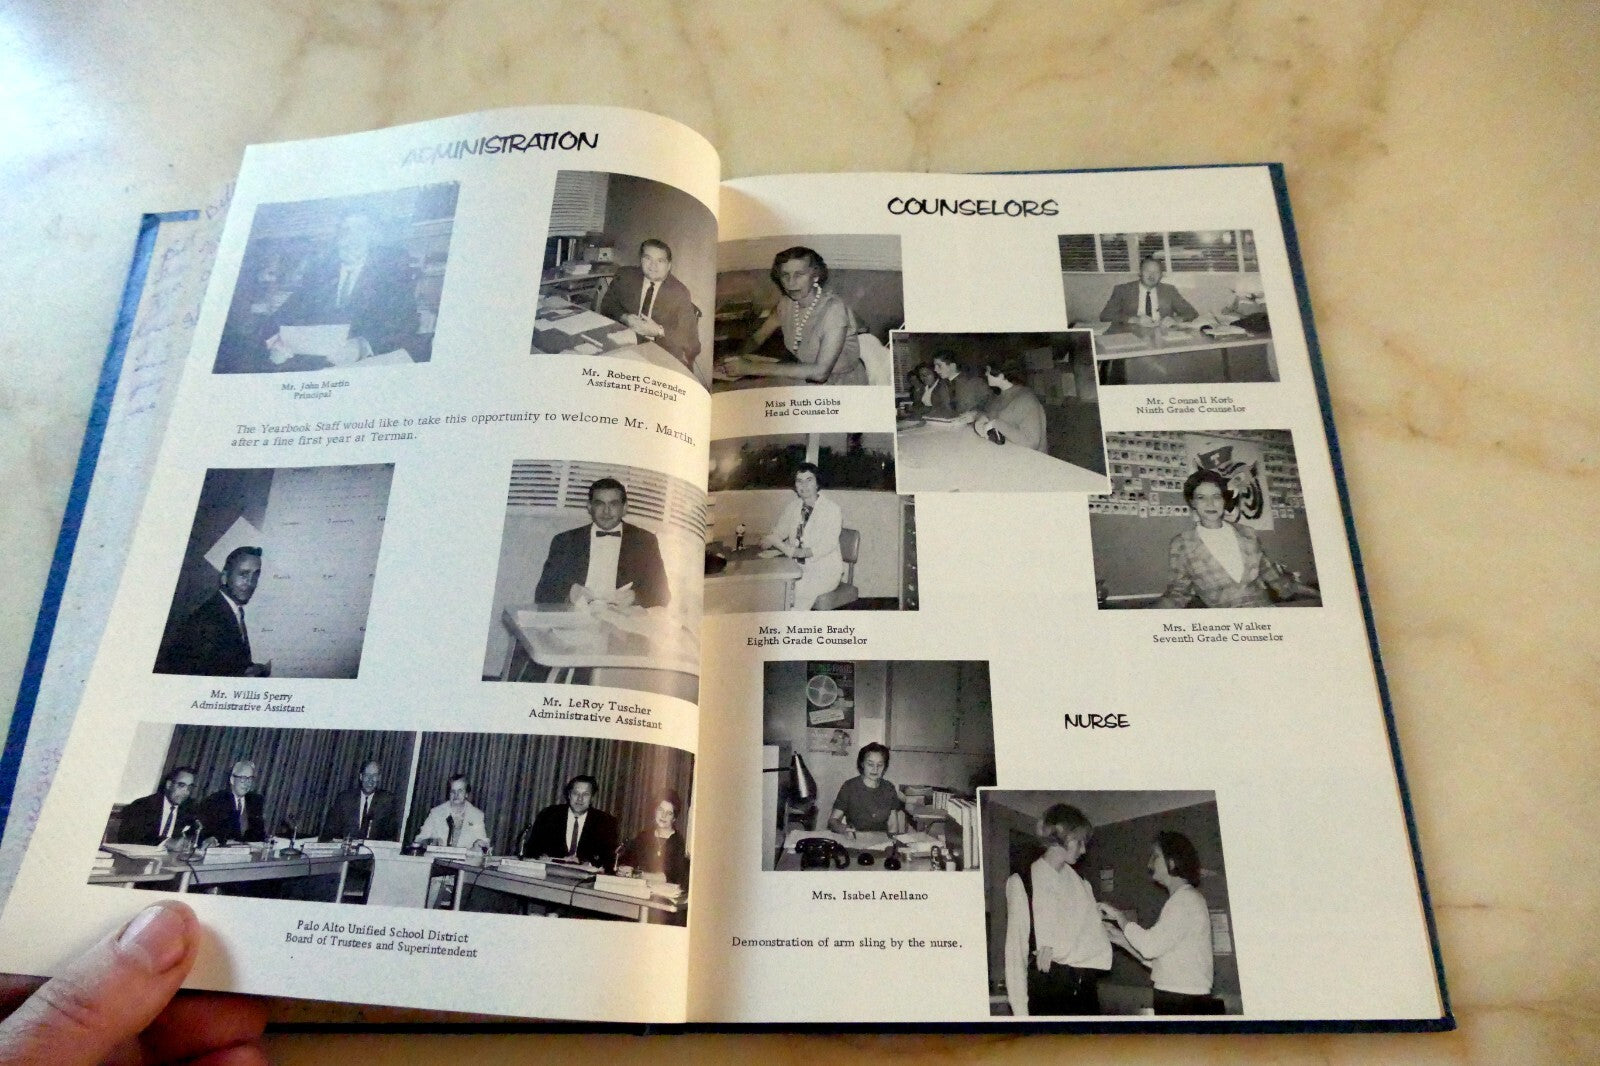 ADMINISTRATION
Mr. John Martin
Principal
Mr. Robert Cavender
Assistant Principal
The Yearbook Staff would like to take this opportunity to welcome Mr. Martin,
after a fine first year at Terman.
Mr. Willis Sperry
Administrative Assistant
Mr. LeRoy Tuscher
Administrative Assistant
Palo Alto Unified School District
Board of Trustees and Superintendent
COUNSELORS
Miss Ruth Gibbs
Head Counselor
Mr. Connell Korb
Ninth Grade Counselor
Mrs. Mamie Brady
Eighth Grade Counselor
Mrs. Eleanor Walker
Seventh Grade Counselor
NURSE
Mrs. Isabel Arellano
Demonstration of arm sling by the nurse.